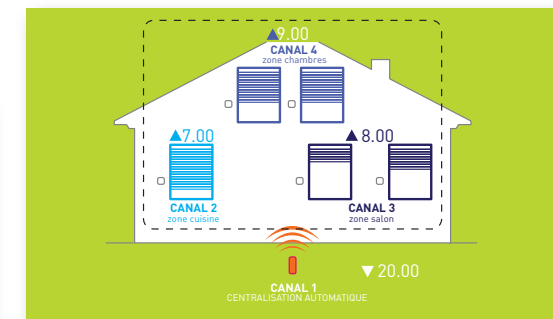 ▲9.00
CANAL 4
zone chambres
▲7.00
▲8.00
CANAL 2
zone cuisine
CANAL 3
zone salon
▼20.00
CANAL 1
CENTRALISATION AUTOMATIQUE